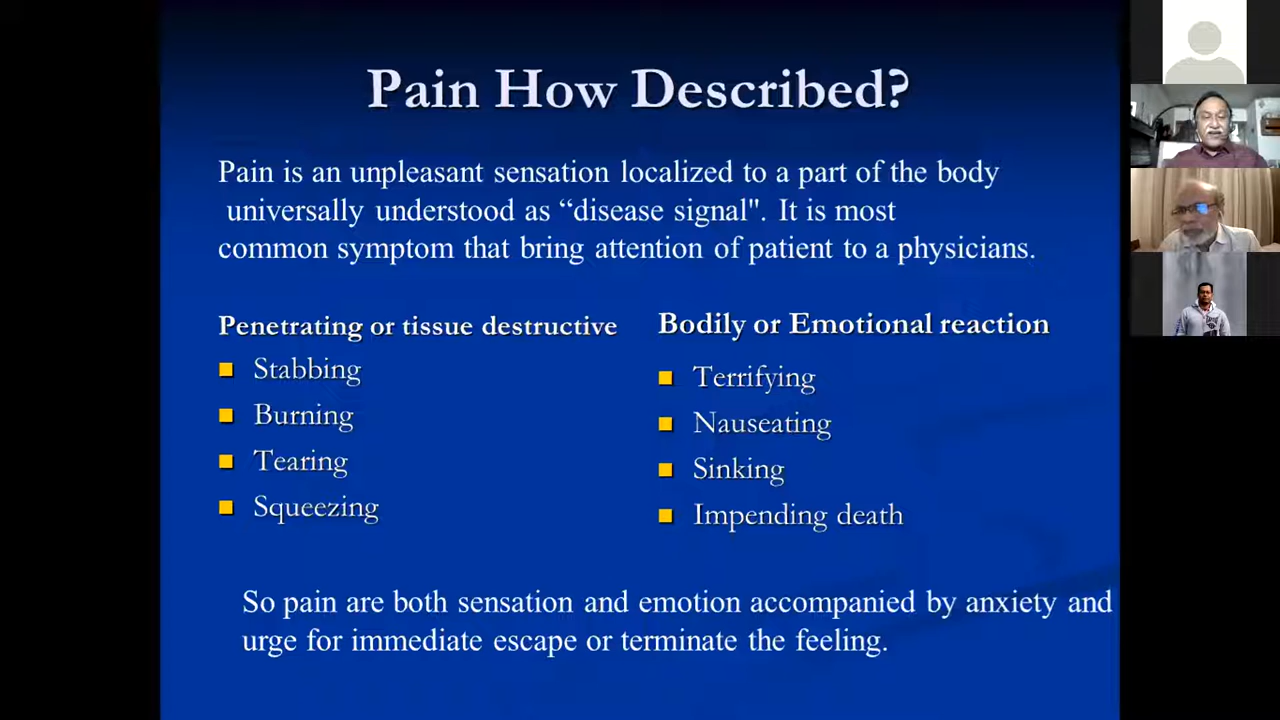 Pain How Described?
Pain is an unpleasant sensation localized to a part of the body
universally understood as “disease signal". It is most
common symptom that bring attention of patient to a physicians.
Penetrating or tissue destructive
Stabbing
Burning
Tearing
Squeezing
Bodily or Emotional reaction
Terrifying
Nauseating
Sinking
Impending death
So pain are both sensation and emotion accompanied by anxiety and
urge for immediate escape or terminate the feeling.